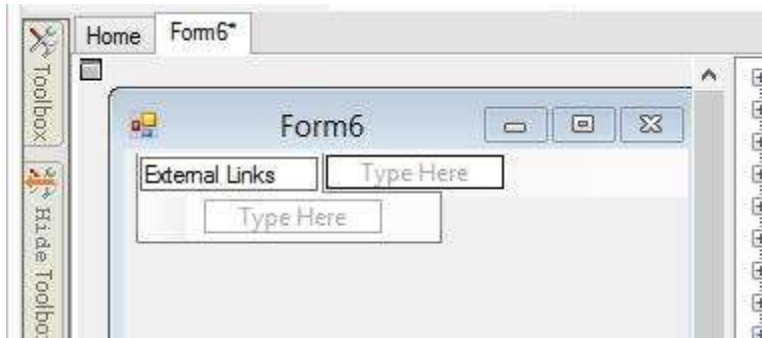 Home Form6*
Toolbox
Form6
External Links Type Here
Type Here
Hide Toolbox